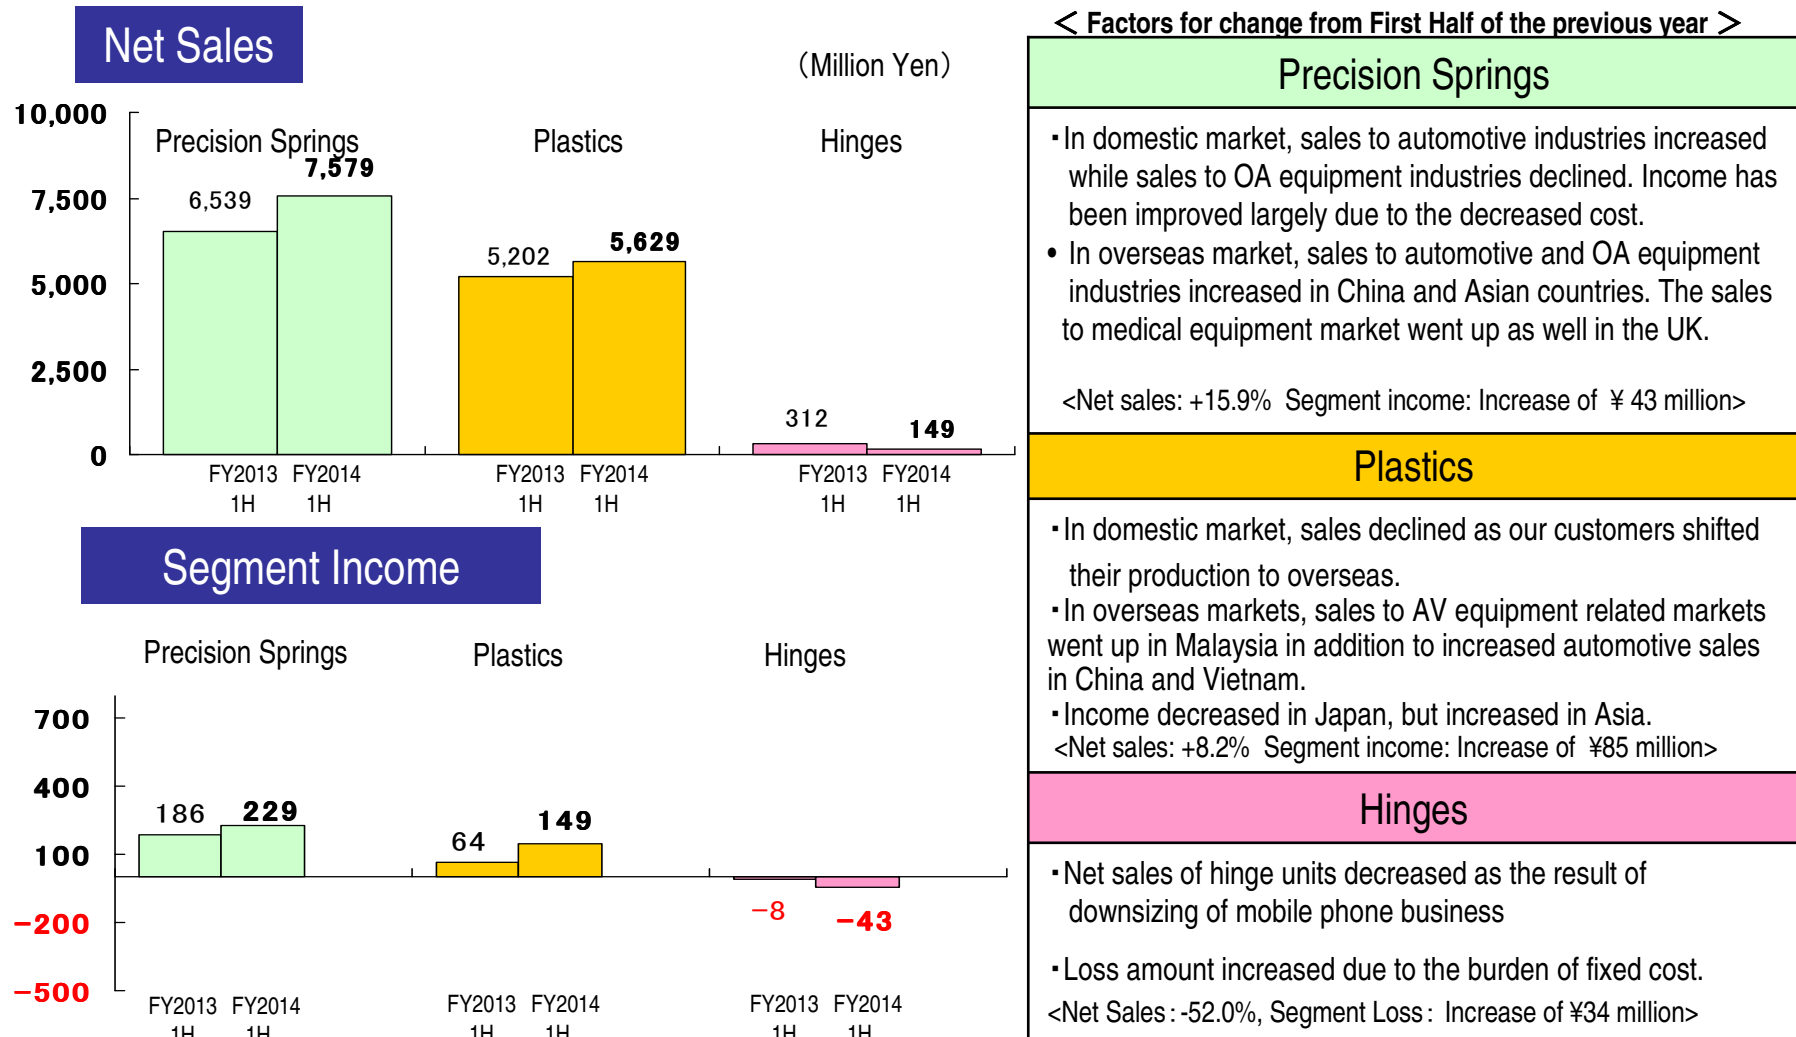 Net Sales
(Million Yen)
10,000
7,500
5,000
2,500
0
Precision Springs
Plastics
Hinges
6,539
7,579
5,202
5,629
312
149
FY2013 FY2014 FY2013 FY2014 FY2013 FY2014
1H 1H 1H 1H 1H 1H
Segment Income
Precision Springs
Plastics
Hinges
700
400
100
-200
-500
186
229
64
149
-8
-43
FY2013 FY2014 FY2013 FY2014 FY2013 FY2014
1H 1H 1H 1H 1H 1H
< Factors for change from First Half of the previous year >
Precision Springs
・In domestic market, sales to automotive industries increased
while sales to OA equipment industries declined. Income has
been improved largely due to the decreased cost.
• In overseas market, sales to automotive and OA equipment
industries increased in China and Asian countries. The sales
to medical equipment market went up as well in the UK.
<Net sales: +15.9% Segment income: Increase of ¥ 43 million>
Plastics
・In domestic market, sales declined as our customers shifted
their production to overseas.
・In overseas markets, sales to AV equipment related markets
went up in Malaysia in addition to increased automotive sales
in China and Vietnam.
・Income decreased in Japan, but increased in Asia.
<Net sales: +8.2% Segment income: Increase of ¥85 million>
Hinges
・Net sales of hinge units decreased as the result of
downsizing of mobile phone business
・Loss amount increased due to the burden of fixed cost.
<Net Sales: -52.0%, Segment Loss: Increase of ¥34 million>